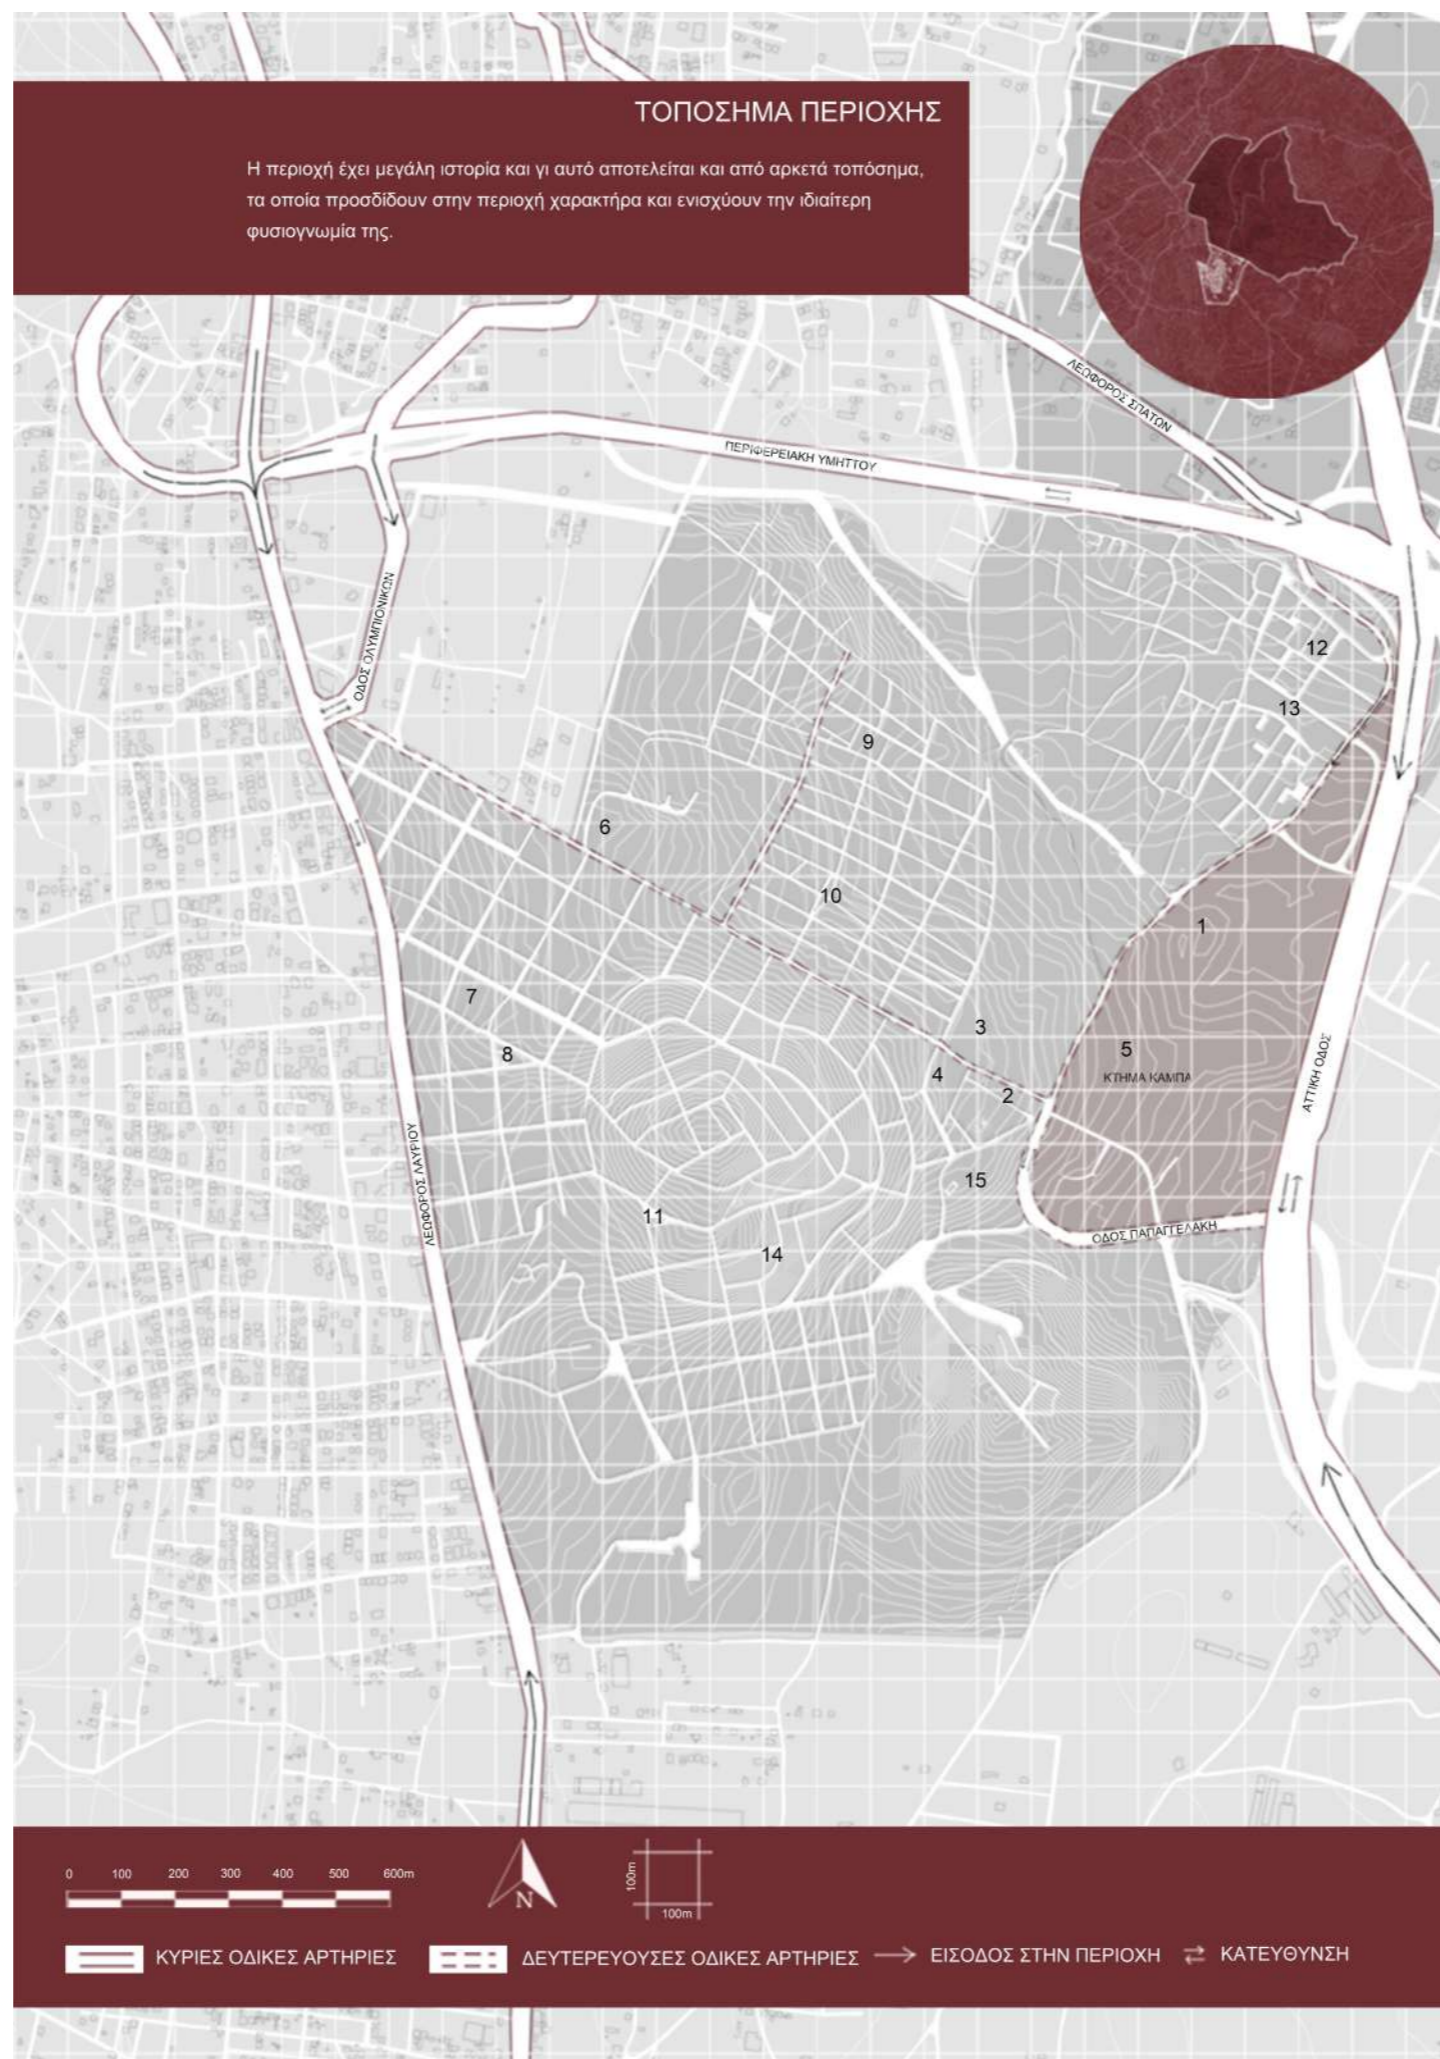 ΤΟΠΟΣΗΜΑ ΠΕΡΙΟΧΗΣ
Η περιοχή έχει μεγάλη ιστορία και γι αυτό αποτελείται και από αρκετά τοπόσημα,
τα οποία προσδίδουν στην περιοχή χαρακτήρα και ενισχύουν την ιδιαίτερη
φυσιογνωμία της.
ΛΕΩΦΟΡΟΣ ΣΠΑΤΩΝ
ΠΕΡΙΦΕΡΕΙΑΚΗ ΥΜΗΤΤΟΥ
ΟΔΟΣ ΟΛΥΜΠΙΟΝΙΚΩΝ
12
13
9
6
10
1
7
3
8
5
4
ΚΤΗΜΑ ΚΑΜΠΑ
2
ΑΤΤΙΚΗ ΟΔΟΣ
ΛΕΩΦΟΡΟΣ ΛΑΥΡΙΟΥ
15
11
ΟΔΟΣ ΠΑΠΑΓΓΕΛΑΚΗ
14
0 100 200 300 400 500 600m
N
100m
100m
ΚΥΡΙΕΣ ΟΔΙΚΕΣ ΑΡΤΗΡΙΕΣ
ΔΕΥΤΕΡΕΥΟΥΣΕΣ ΟΔΙΚΕΣ ΑΡΤΗΡΙΕΣ
ΕΙΣΟΔΟΣ ΣΤΗΝ ΠΕΡΙΟΧΗ
ΚΑΤΕΥΘΥΝΣΗ